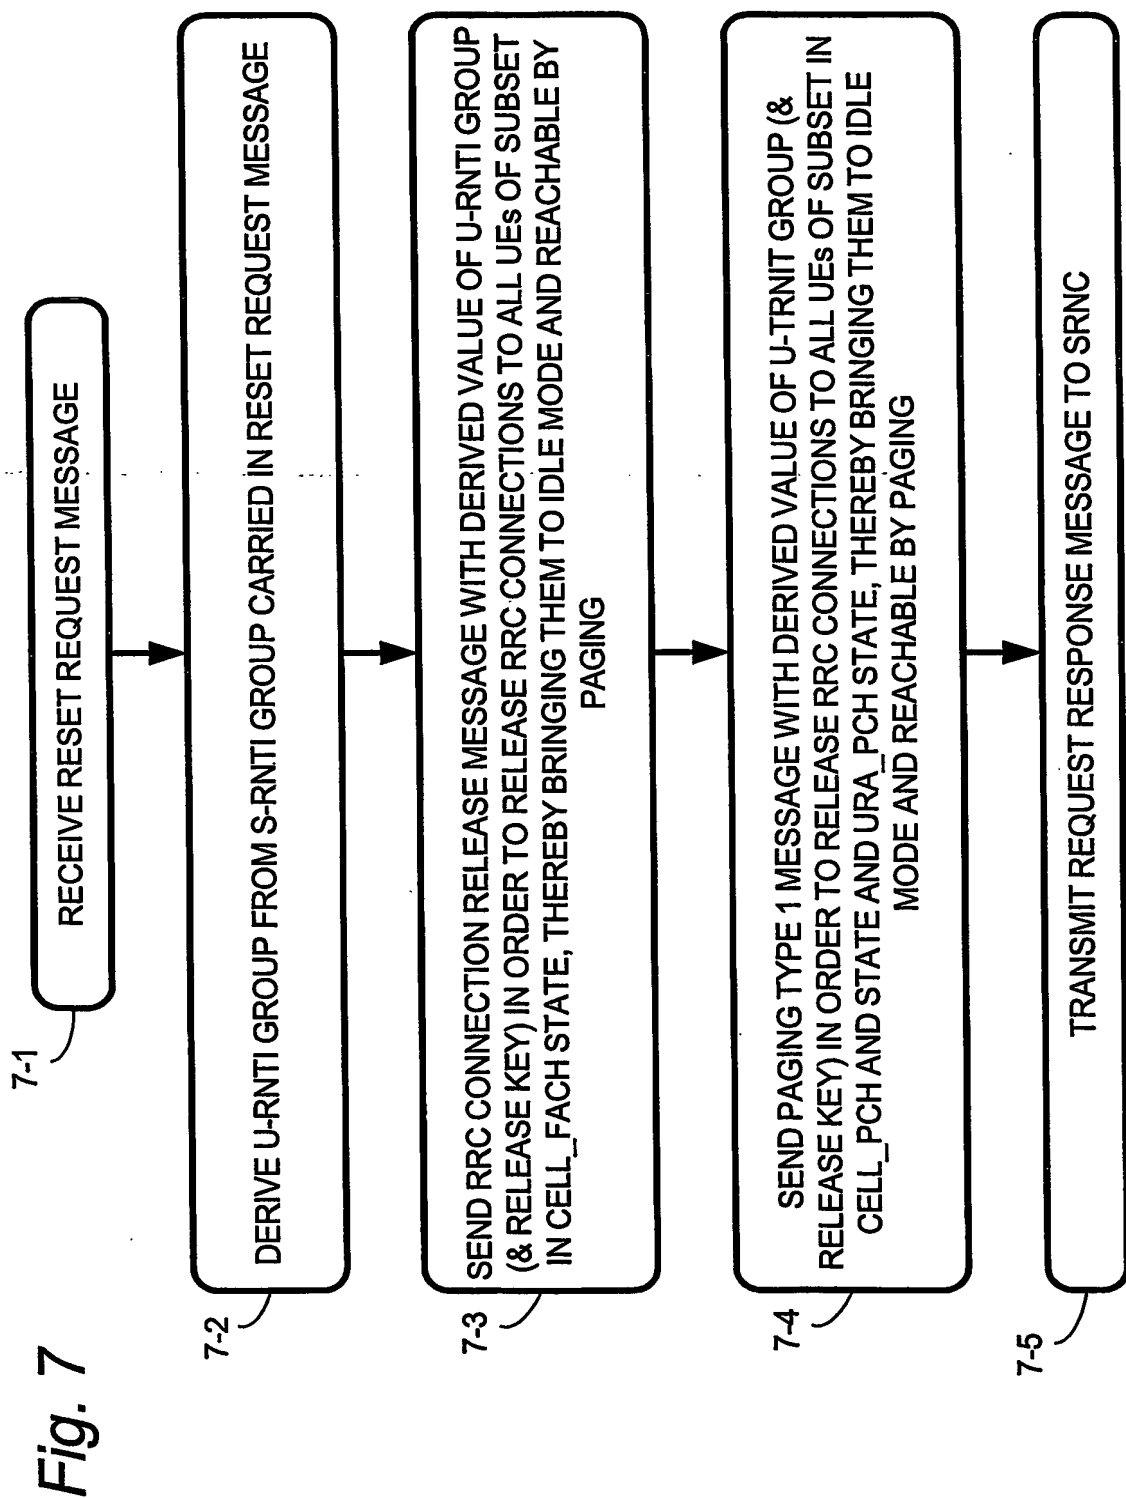 Fig. 7
7-1
RECEIVE RESET REQUEST MESSAGE
7-2
DERIVE U-RNTI GROUP FROM S-RNTI GROUP CARRIED IN RESET REQUEST MESSAGE
7-3
SEND RRC CONNECTION RELEASE MESSAGE WITH DERIVED VALUE OF U-RNTI GROUP
(& RELEASE KEY) IN ORDER TO RELEASE RRC CONNECTIONS TO ALL UEs OF SUBSET
IN CELL_FACH STATE, THEREBY BRINGING THEM TO IDLE MODE AND REACHABLE BY
PAGING
7-4
SEND PAGING TYPE 1 MESSAGE WITH DERIVED VALUE OF U-TRNIT GROUP (&
RELEASE KEY) IN ORDER TO RELEASE RRC CONNECTIONS TO ALL UEs OF SUBSET IN
CELL_PCH AND STATE AND URA_PCH STATE, THEREBY BRINGING THEM TO IDLE
MODE AND REACHABLE BY PAGING
7-5
TRANSMIT REQUEST RESPONSE MESSAGE TO SRNC